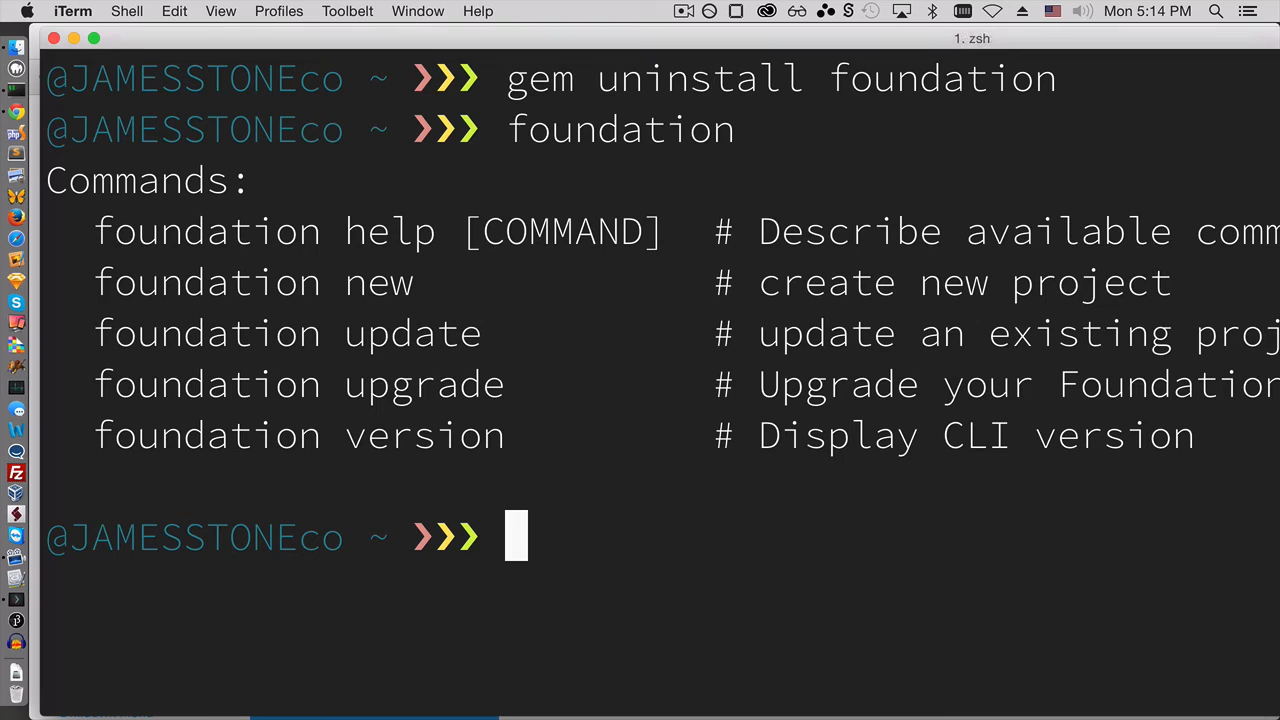 iTerm Shell Edit View Profiles Toolbelt Window Help Mon 5:14 PM
1. zsh
@JAMESSTONEco ~ ❯❯❯ gem uninstall foundation
@JAMESSTONEco ~ ❯❯❯ foundation
Commands:
foundation help [COMMAND] # Describe available comm
foundation new # create new project
foundation update # update an existing proj
foundation upgrade # Upgrade your Foundation
foundation version # Display CLI version
@JAMESSTONEco ~ ❯❯❯